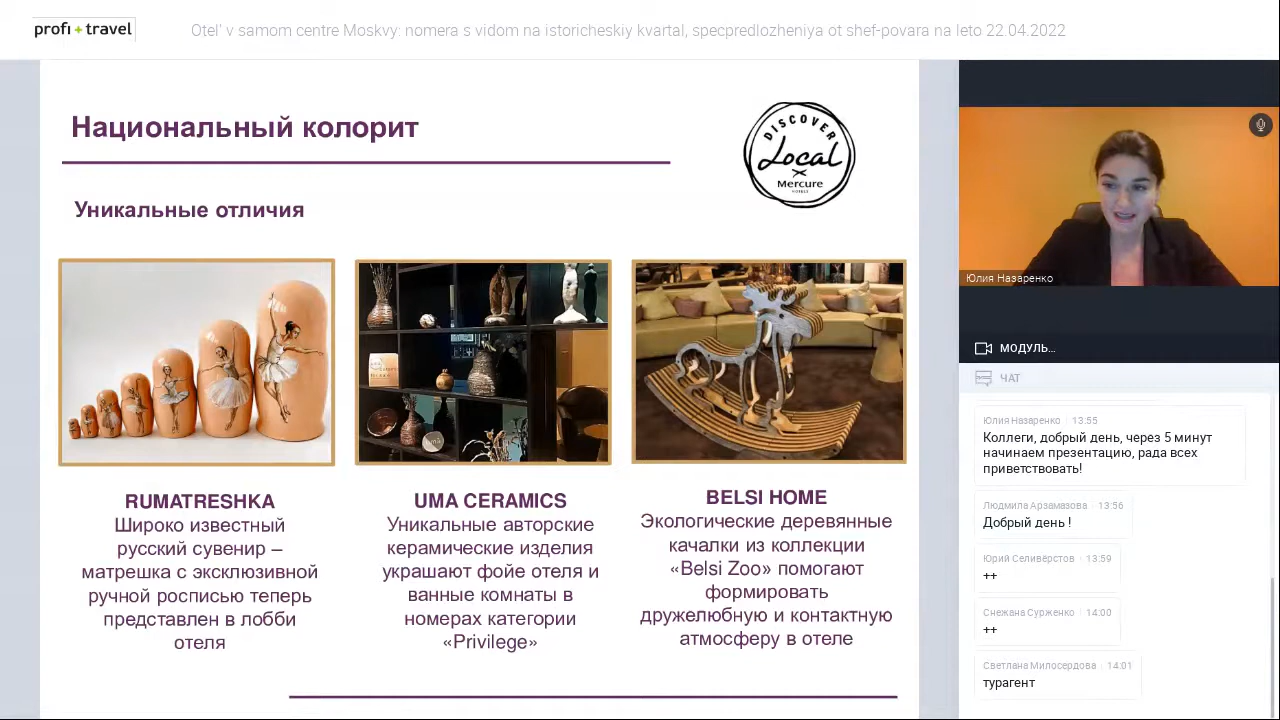 profi travel
Otel' v samom centre Moskvy: nomera s vidom na istoricheskiy kvartal, specpredlozheniya ot shef-povara na leto 22.04.2022
Национальный колорит
DISCOVER
Local
Mercure
HOTELS
Уникальные отличия
RUMATRESHKA
Широко известный
русский сувенир –
матрешка с эксклюзивной
ручной росписью теперь
представлен в лобби
отеля
UMA CERAMICS
Уникальные авторские
керамические изделия
украшают фойе отеля и
ванные комнаты в
номерах категории
«Privilege»
BELSI HOME
Экологические деревянные
качалки из коллекции
«Belsi Zoo» помогают
формировать
дружелюбную и контактную
атмосферу в отеле
Юлия Назаренко
МОДУЛЬ...
ЧАТ
Юлия Назаренко 13:55
Коллеги, добрый день, через 5 минут
начинаем презентацию, рада всех
приветствовать!
Людмила Арзамазова 13:56
Добрый день !
Юрий Селивёрстов 13:59
++
Снежана Сурженко 14:00
++
Светлана Милосердова 14:01
турагент